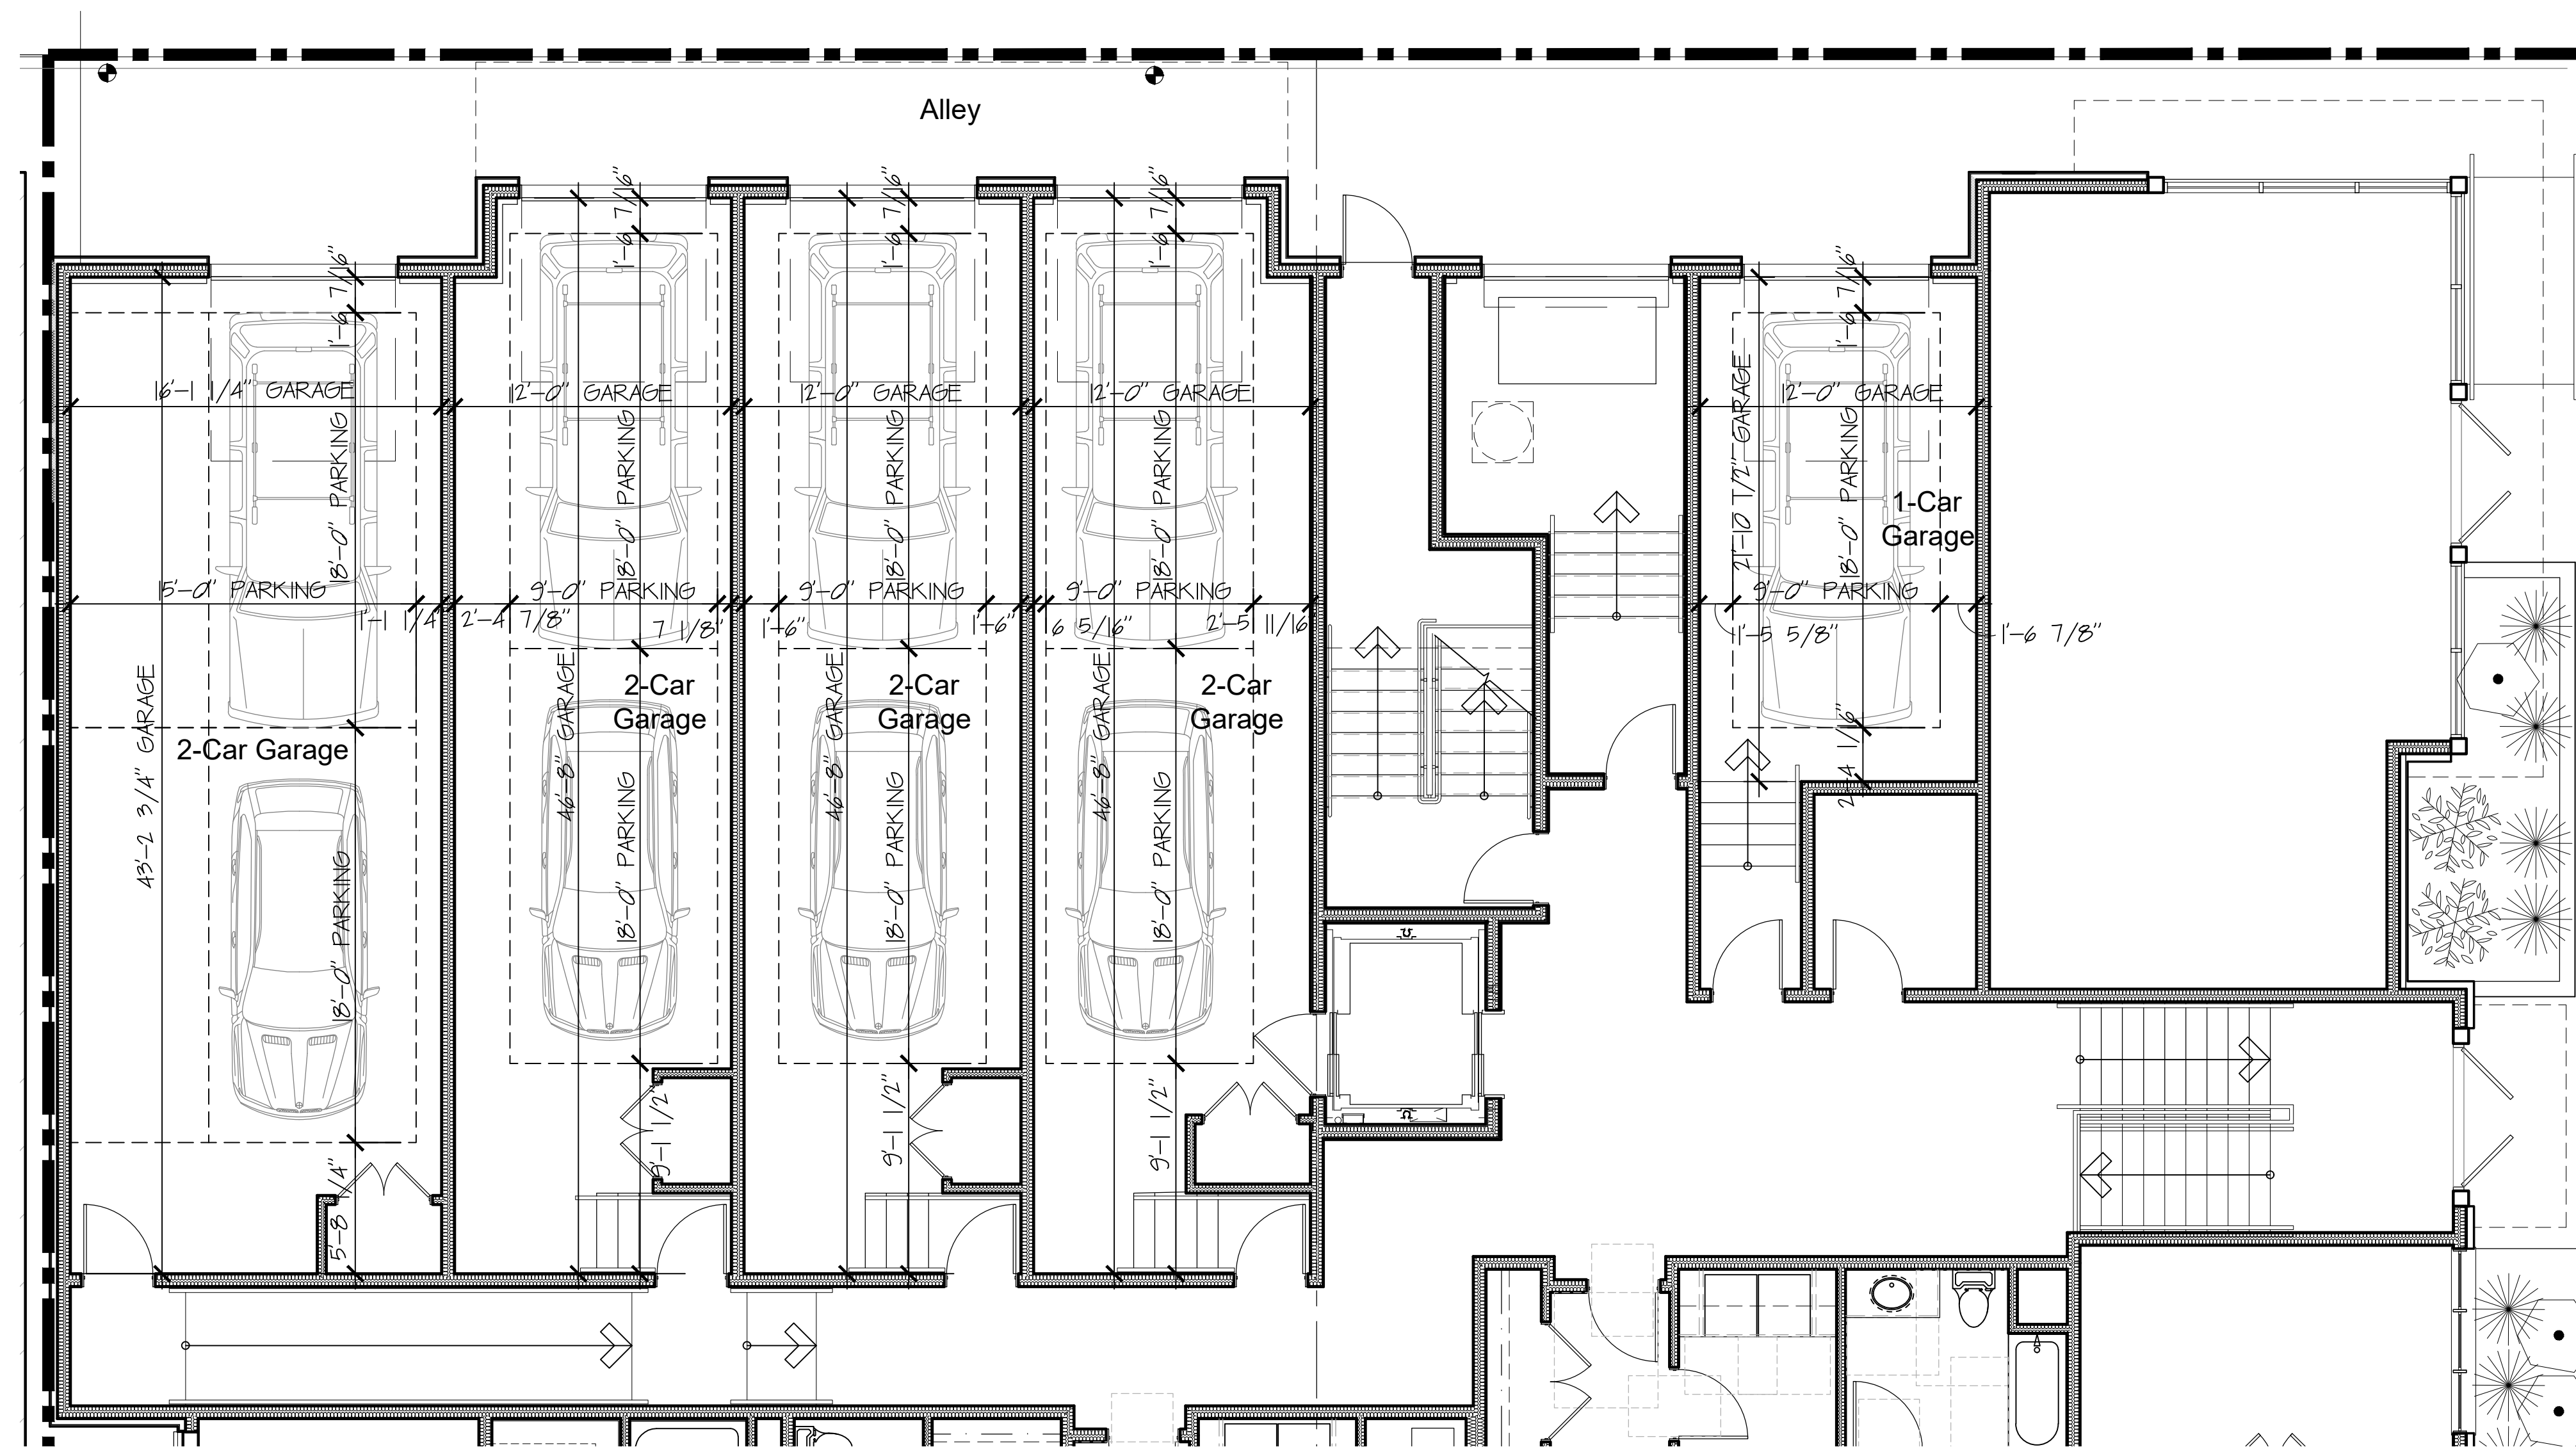 Alley
1'-6 7/16"
1'-6 7/16"
1'-6 7/16"
1'-6 7/16"
1'-6 7/16"
16'-1 1/4" GARAGE
12'-0" GARAGE
12'-0" GARAGE
12'-0" GARAGE
12'-0" GARAGE
18'-0" PARKING
18'-0" PARKING
18'-0" PARKING
18'-0" PARKING
21'-10 1/2" GARAGE
18'-0" PARKING
1-Car
Garage
15'-0" PARKING
9'-0" PARKING
9'-0" PARKING
9'-0" PARKING
9'-0" PARKING
1'-1 1/4"
2'-4 7/8"
7 1/8"
1'-6"
1'-6"
6 5/16"
2'-5 11/16"
1'-5 5/8"
1'-6 7/8"
43'-2 3/4" GARAGE
2-Car Garage
46'-8" GARAGE
2-Car
Garage
46'-8" GARAGE
2-Car
Garage
46'-8" GARAGE
2-Car
Garage
2'-4 1/16"
18'-0" PARKING
18'-0" PARKING
18'-0" PARKING
18'-0" PARKING
5'-8 1/4"
9'-1 1/2"
9'-1 1/2"
9'-1 1/2"